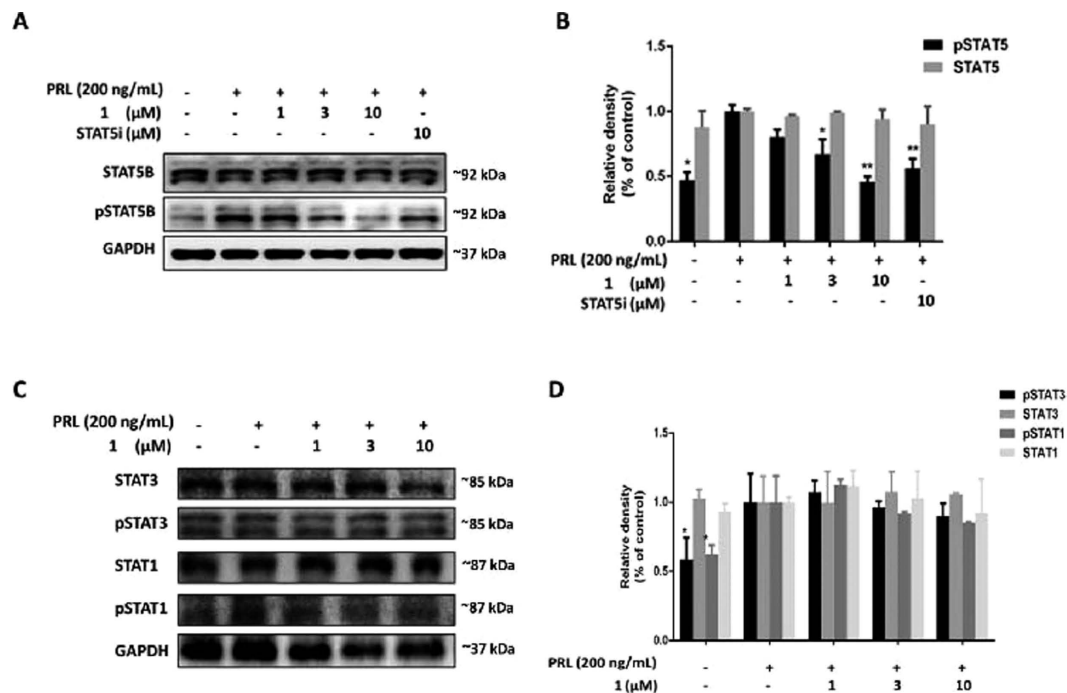 A
PRL (200 ng/mL) - + + + + +
1 (μM) - - 1 3 10 -
STAT5i (μM) - - - - - 10
STAT5B ~92 kDa
pSTAT5B ~92 kDa
GAPDH ~37 kDa
B
pSTAT5
STAT5
Relative density
(% of control)
1.5
1.0
0.5
0.0
* * ** **
PRL (200 ng/mL) - + + + + +
1 (μM) - - 1 3 10 -
STAT5i (μM) - - - - - 10
C
PRL (200 ng/mL) - + + + +
1 (μM) - - 1 3 10
STAT3 ~85 kDa
pSTAT3 ~85 kDa
STAT1 ~87 kDa
pSTAT1 ~87 kDa
GAPDH ~37 kDa
D
pSTAT3
STAT3
pSTAT1
STAT1
Relative density
(% of control)
1.5
1.0
0.5
0.0
* *
PRL (200 ng/mL) - + + + +
1 (μM) - - 1 3 10